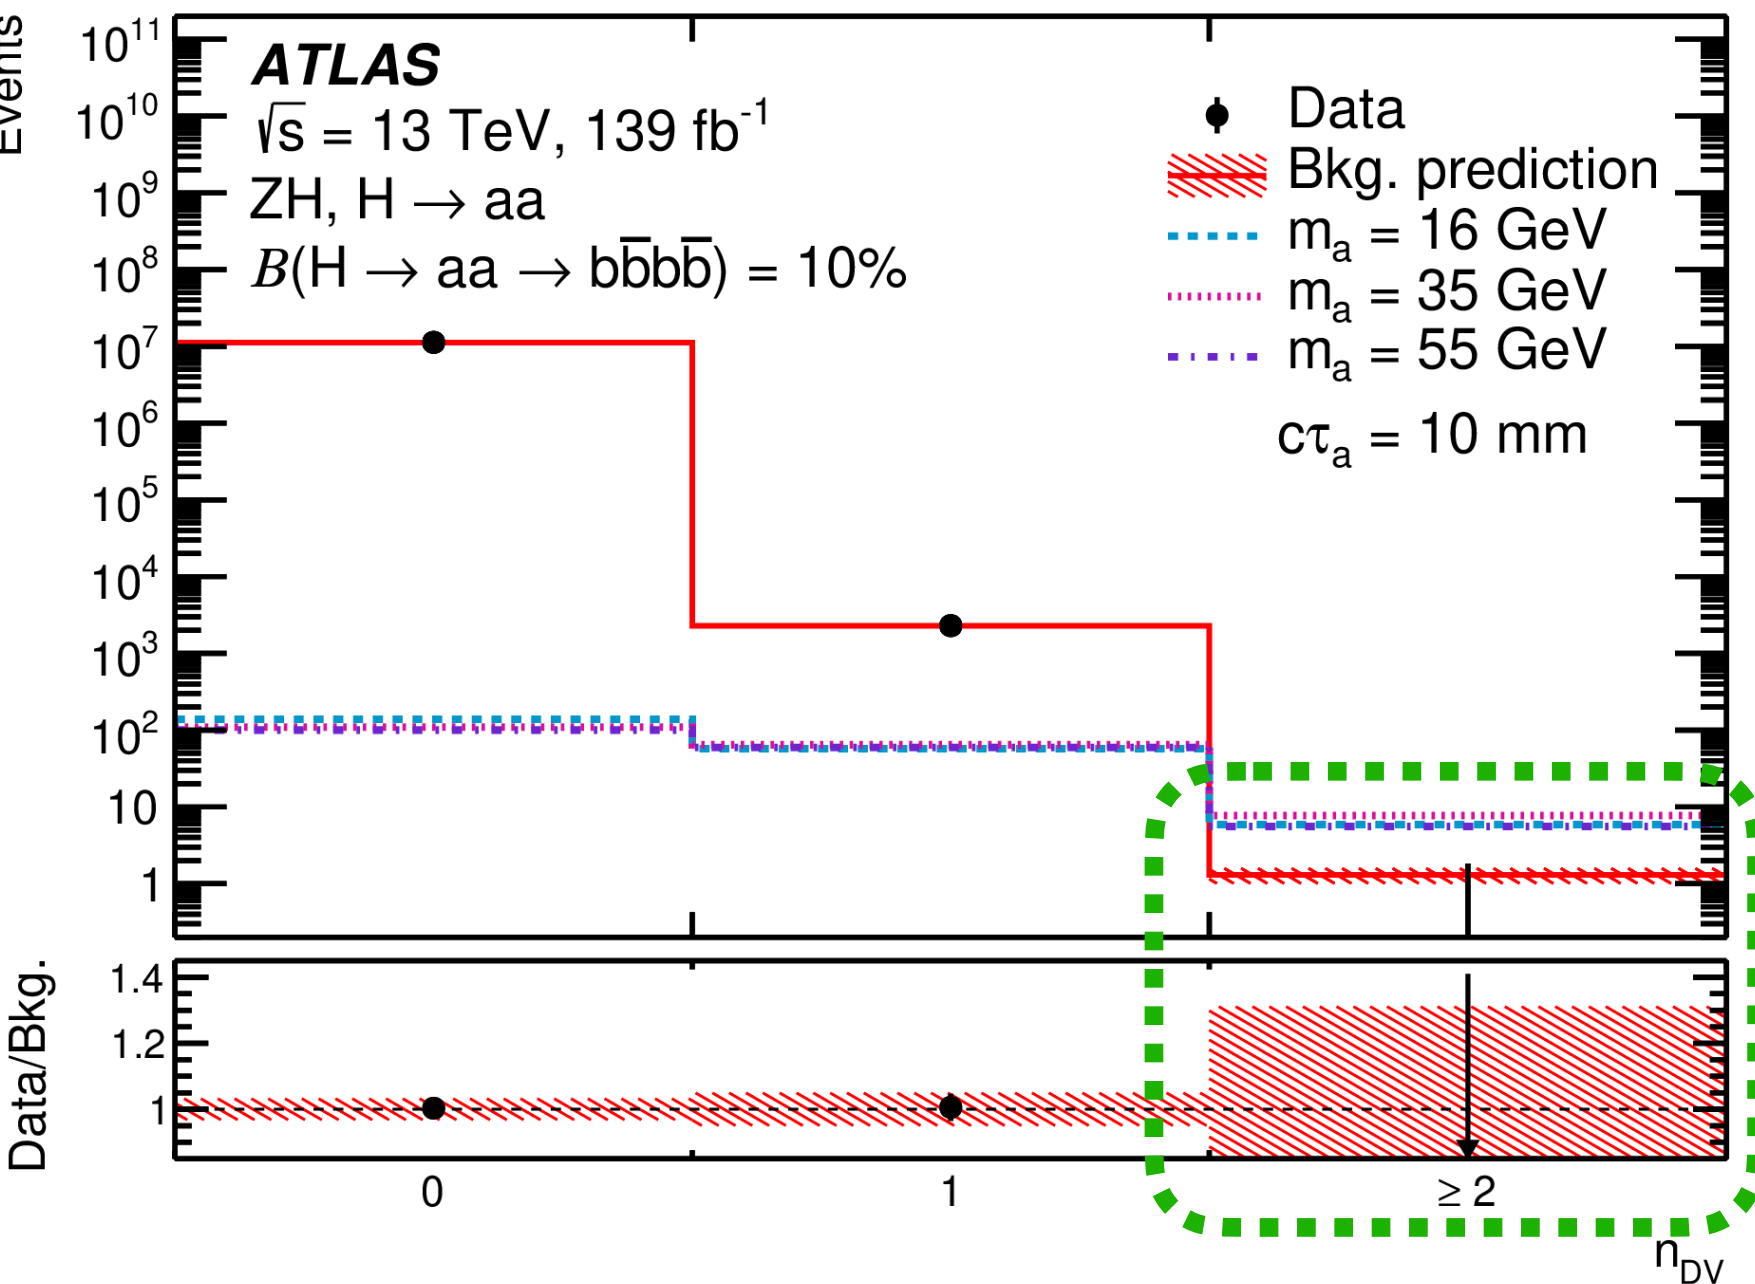 Events
10¹¹
10¹⁰
10⁹
10⁸
10⁷
10⁶
10⁵
10⁴
10³
10²
10
1
ATLAS
√s = 13 TeV, 139 fb⁻¹
ZH, H → aa
B(H → aa → bb̅bb̅) = 10%
Data
Bkg. prediction
mₐ = 16 GeV
mₐ = 35 GeV
mₐ = 55 GeV
cτₐ = 10 mm
Data/Bkg.
1.4
1.2
1
0 1 ≥ 2
n_DV